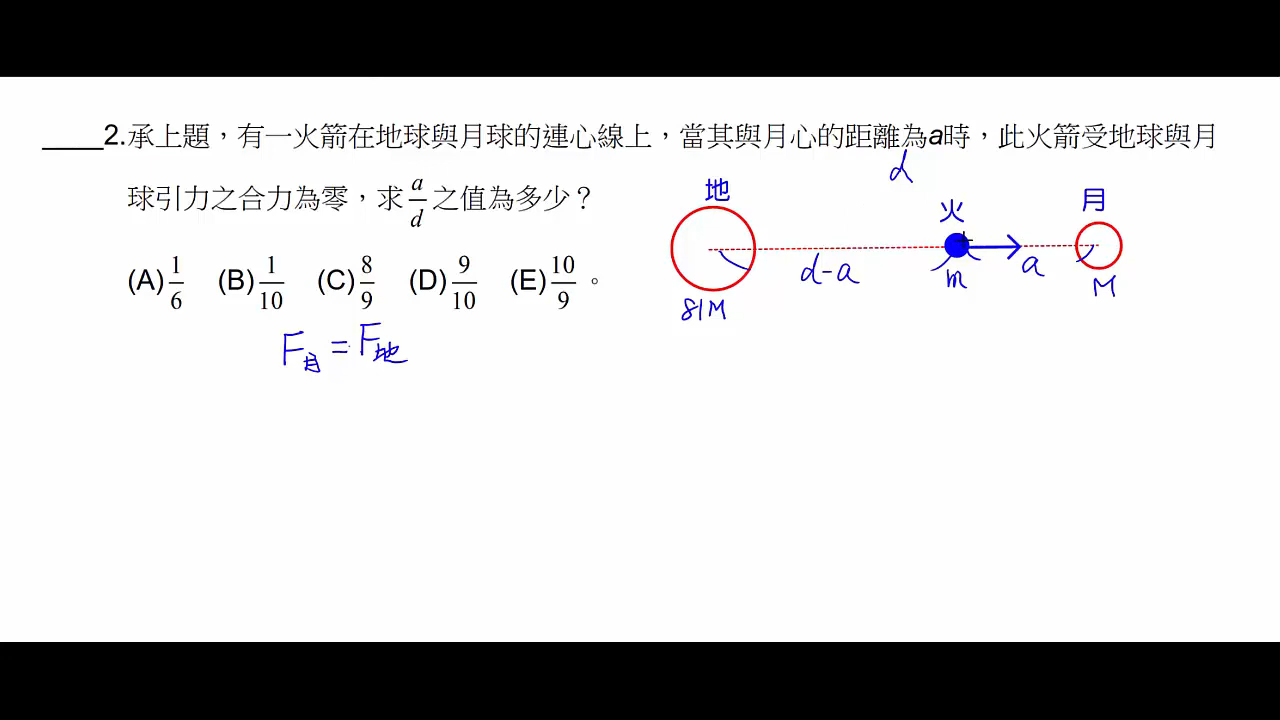 ____2.承上題，有一火箭在地球與月球的連心線上，當其與月心的距離為a時，此火箭受地球與月
球引力之合力為零，求 a/d 之值為多少？
(A) 1/6 (B) 1/10 (C) 8/9 (D) 9/10 (E) 10/9 。
d
地 火 月
d-a m a M
81M
F月 = F地